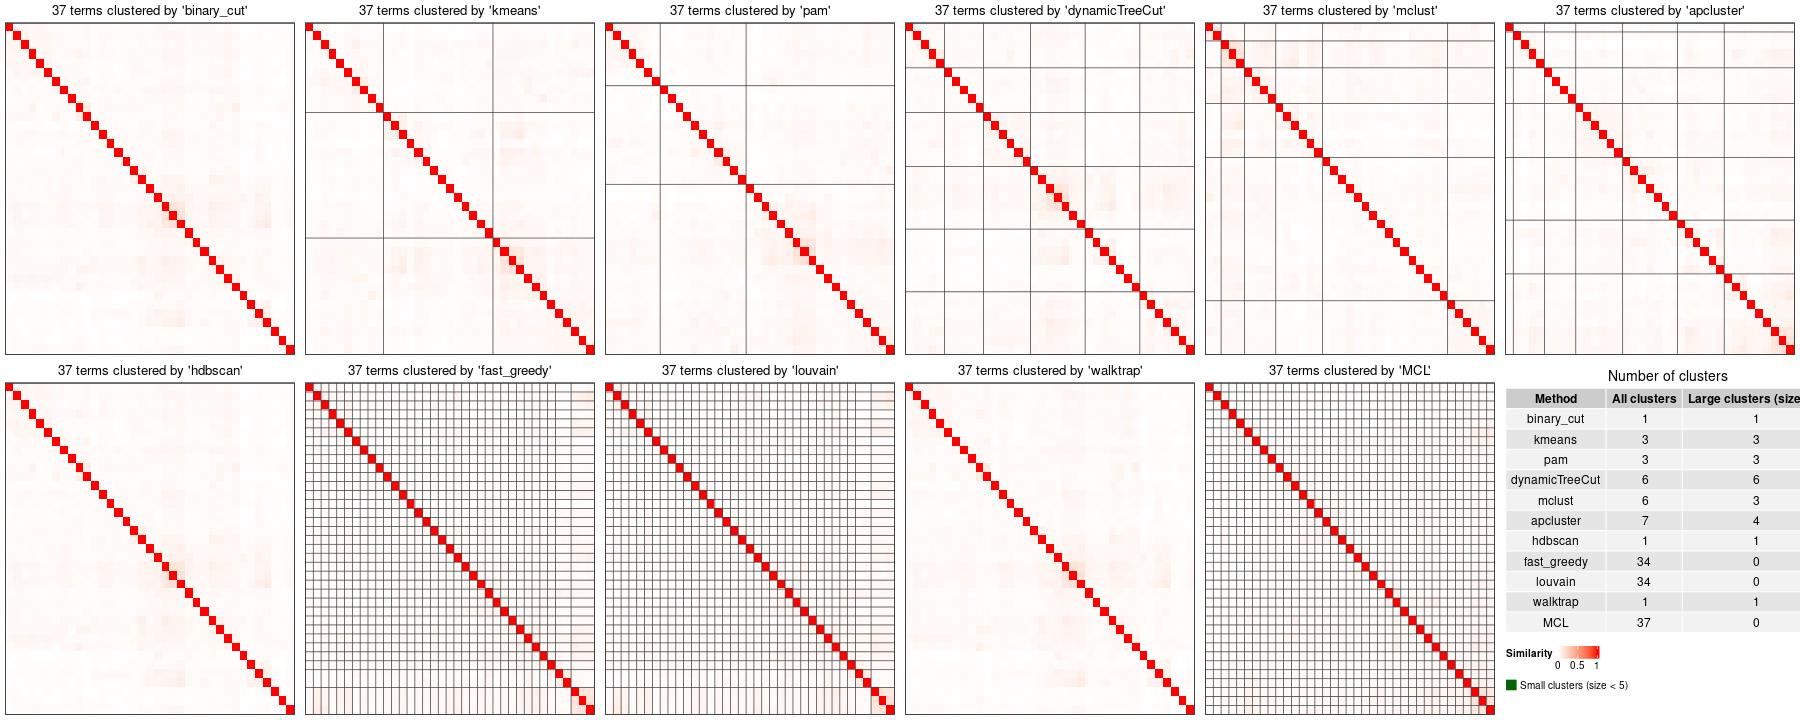 37 terms clustered by 'binary_cut'
37 terms clustered by 'kmeans'
37 terms clustered by 'pam'
37 terms clustered by 'dynamicTreeCut'
37 terms clustered by 'mclust'
37 terms clustered by 'apcluster'
37 terms clustered by 'hdbscan'
37 terms clustered by 'fast_greedy'
37 terms clustered by 'louvain'
37 terms clustered by 'walktrap'
37 terms clustered by 'MCL'
Number of clusters
Method All clusters Large clusters (size
binary_cut 1 1
kmeans 3 3
pam 3 3
dynamicTreeCut 6 6
mclust 6 3
apcluster 7 4
hdbscan 1 1
fast_greedy 34 0
louvain 34 0
walktrap 1 1
MCL 37 0
Similarity
0 0.5 1
Small clusters (size < 5)